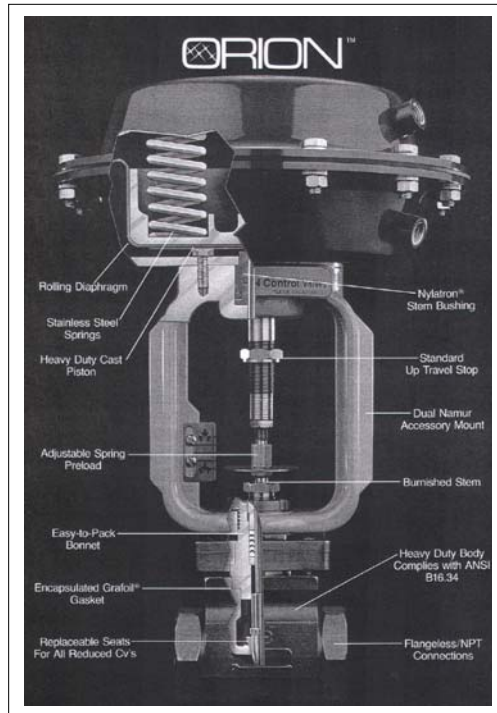 ORION™
Rolling Diaphragm
Stainless Steel
Springs
Heavy Duty Cast
Piston
4 Control Valves
Nylatron®
Stem Bushing
Standard
Up Travel Stop
Dual Namur
Accessory Mount
Adjustable Spring
Preload
Burnished Stem
Easy-to-Pack
Bonnet
Heavy Duty Body
Complies with ANSI
B16.34
Encapsulated Grafoil®
Gasket
Replaceable Seats
For All Reduced Cv's
Flangeless/NPT
Connections